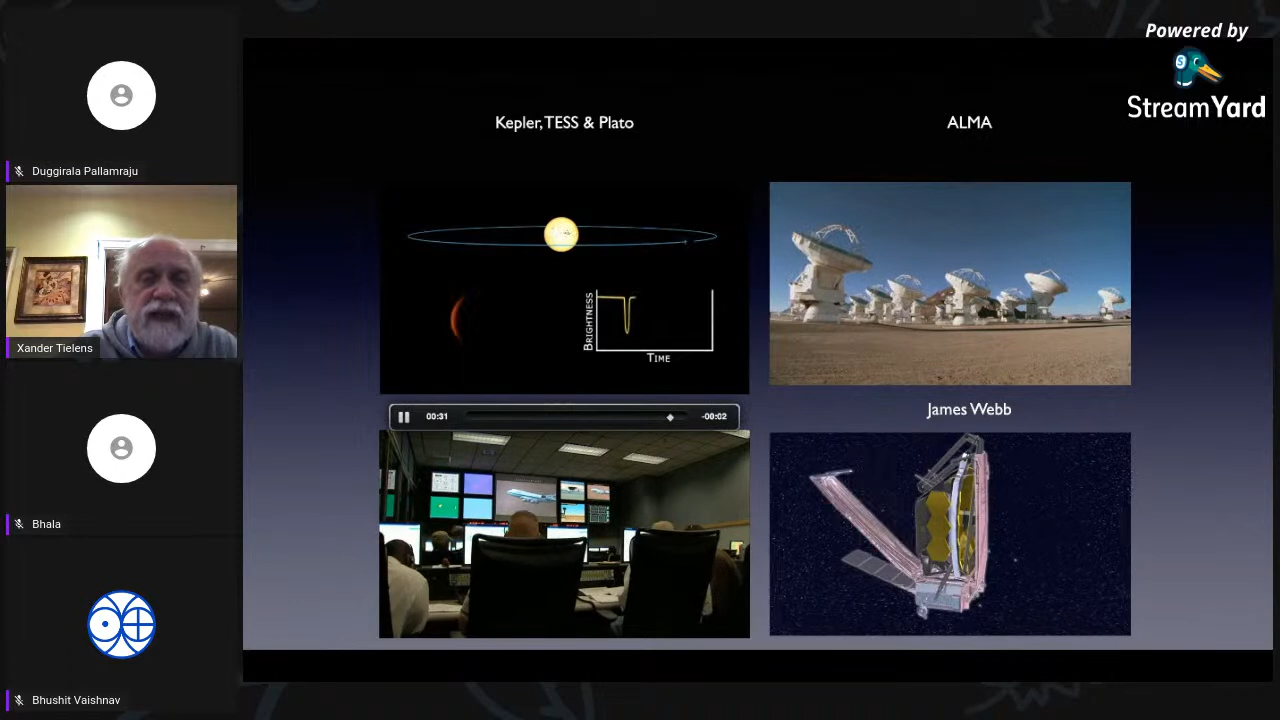 Powered by
StreamYard
Duggirala Pallamraju
Xander Tielens
Bhala
Bhushit Vaishnav
Kepler, TESS & Plato
BRIGHTNESS
TIME
00:31
-00:02
ALMA
James Webb